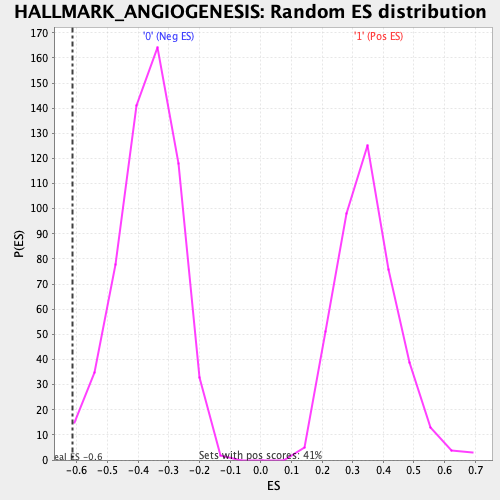 HALLMARK_ANGIOGENESIS: Random ES distribution
'0' (Neg ES)
'1' (Pos ES)
170
160
150
140
130
120
110
100
90
80
70
60
50
40
30
20
10
0
P(ES)
eal ES -0.6
Sets with pos scores: 41%
-0.6 -0.5 -0.4 -0.3 -0.2 -0.1 0.0 0.1 0.2 0.3 0.4 0.5 0.6 0.7
ES